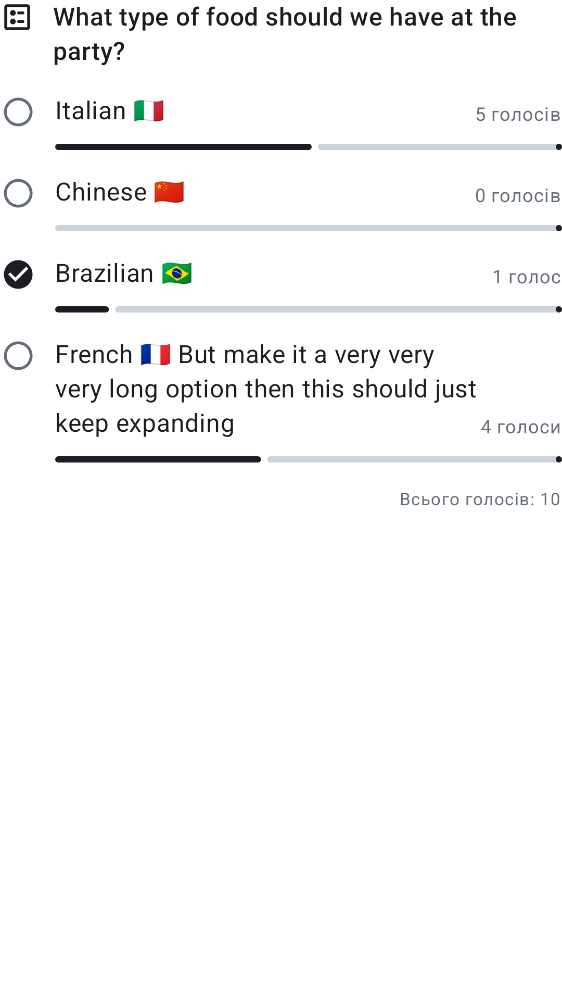 What type of food should we have at the
party?
Italian 🇮🇹
5 голосів
Chinese 🇨🇳
0 голосів
Brazilian 🇧🇷
1 голос
French 🇫🇷 But make it a very very
very long option then this should just
keep expanding
4 голоси
Всього голосів: 10